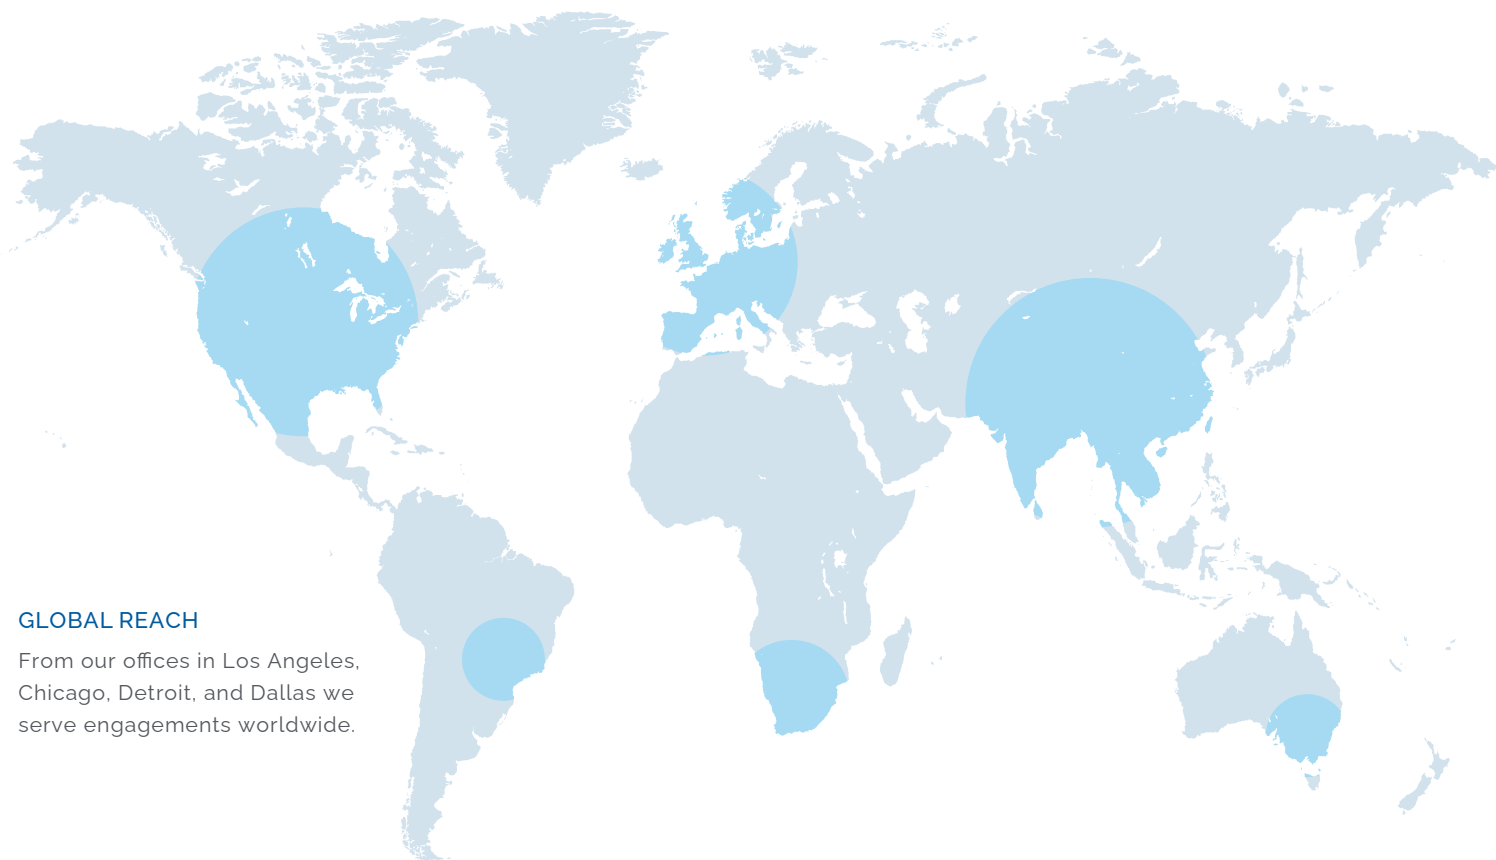 GLOBAL REACH
From our offices in Los Angeles,
Chicago, Detroit, and Dallas we
serve engagements worldwide.